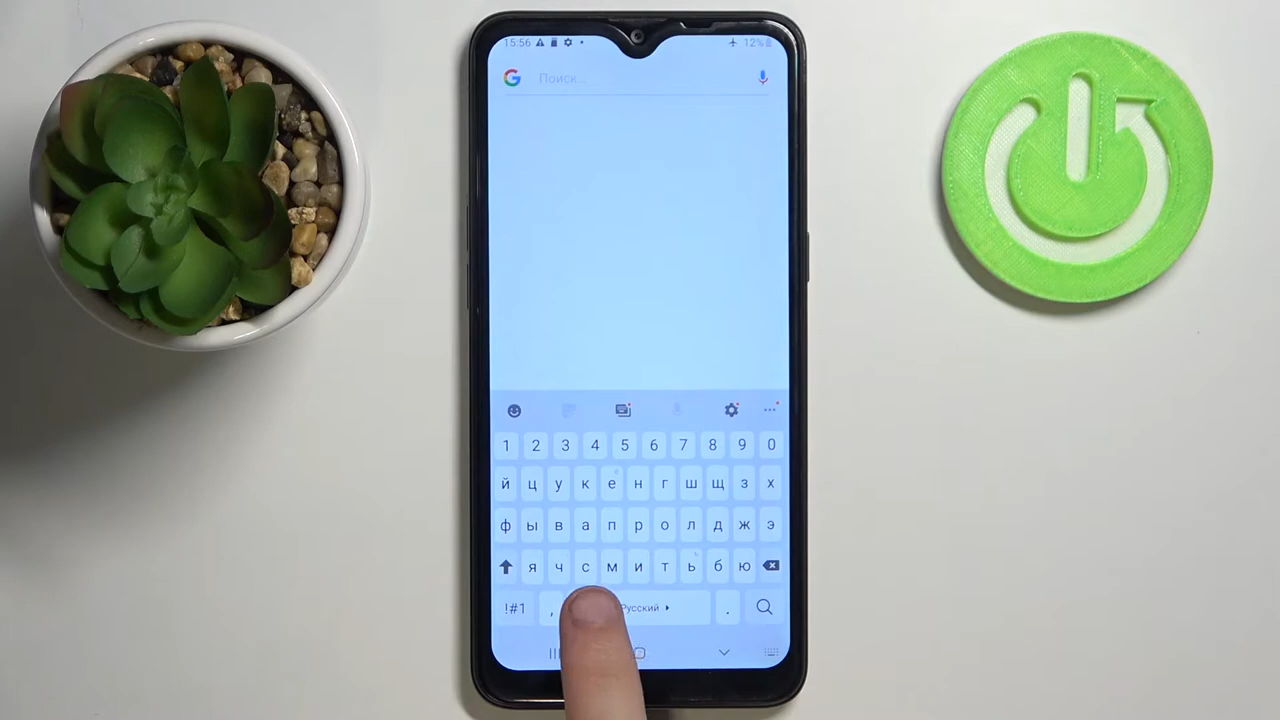 15:56 12%
G Поиск...
1 2 3 4 5 6 7 8 9 0
й ц у к е н г ш щ з х
ф ы в а п р о л д ж э
я ч с м и т ь б ю
!#1 , Русский .